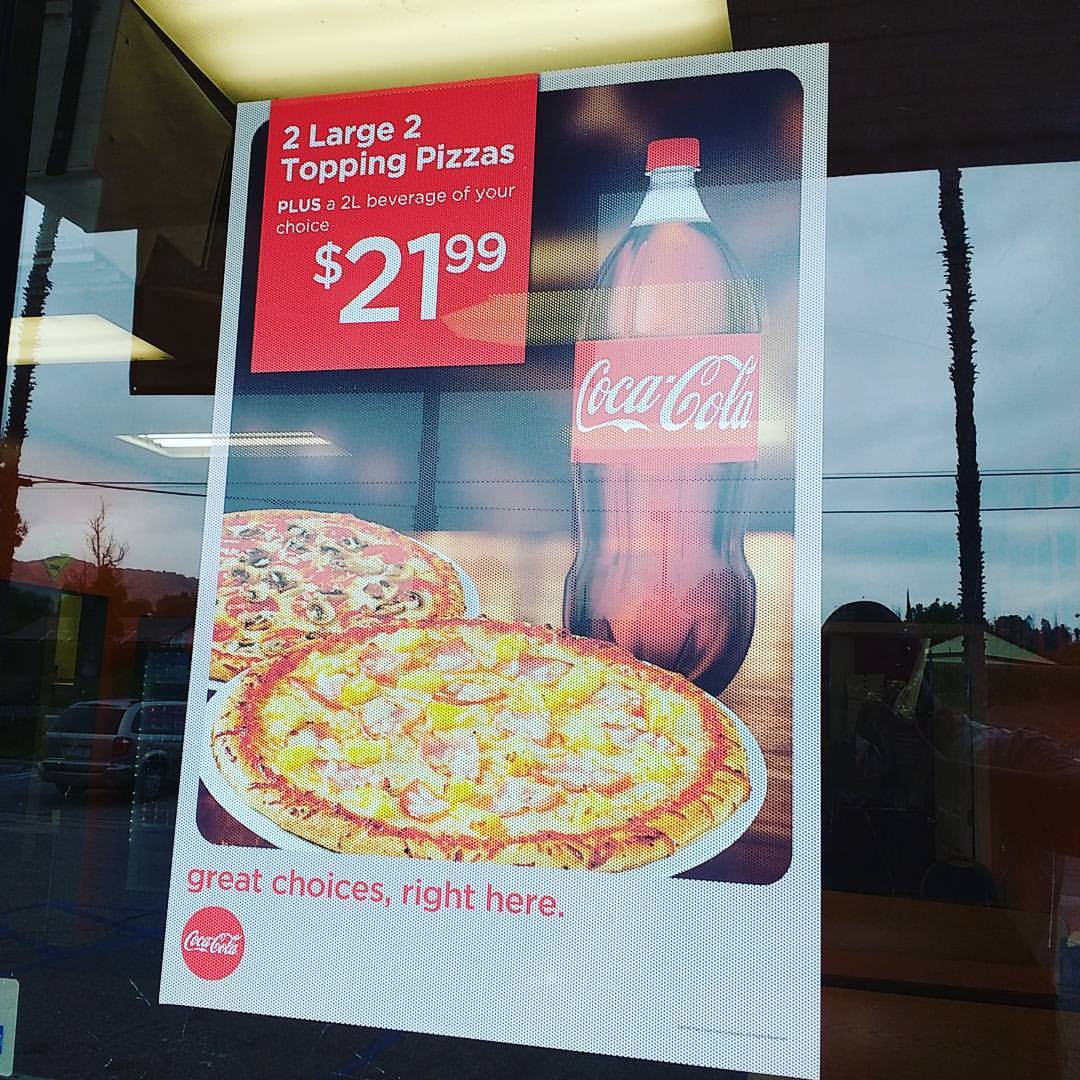 2 Large 2
Topping Pizzas
PLUS a 2L beverage of your
choice
$21 99
Coca-Cola
great choices, right here.
Coca-Cola